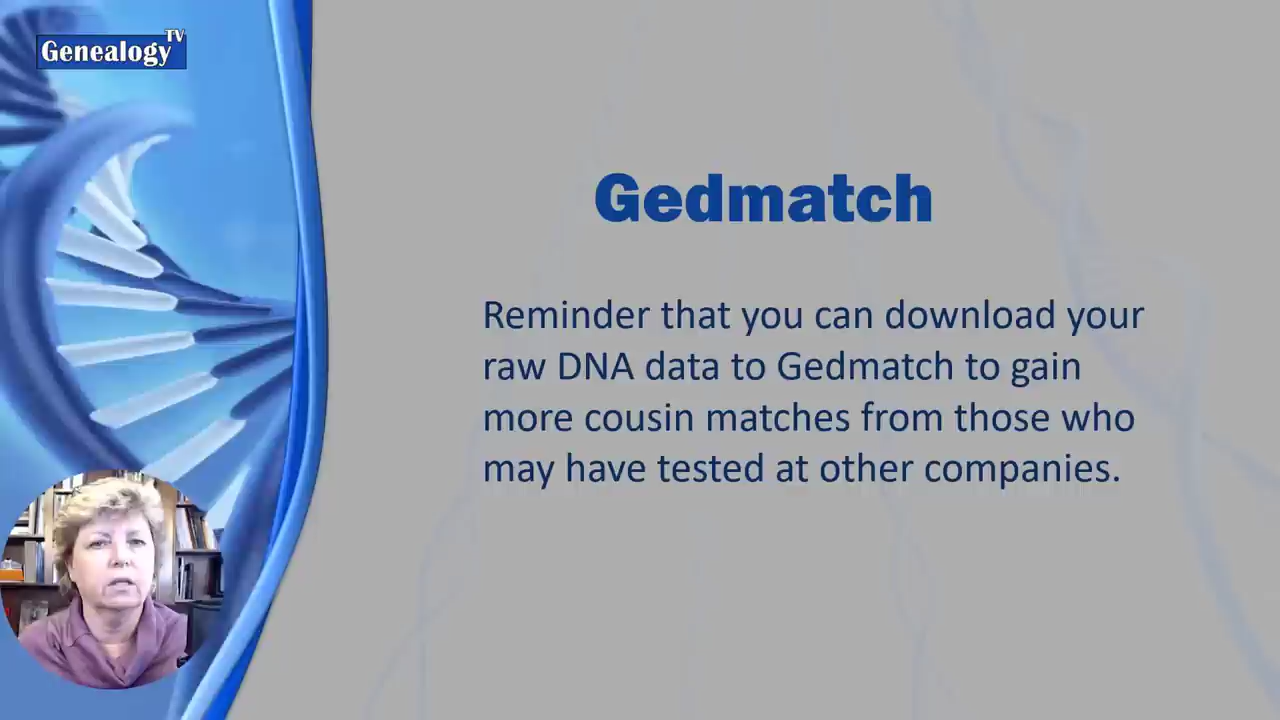 Genealogy TV
Gedmatch
Reminder that you can download your
raw DNA data to Gedmatch to gain
more cousin matches from those who
may have tested at other companies.